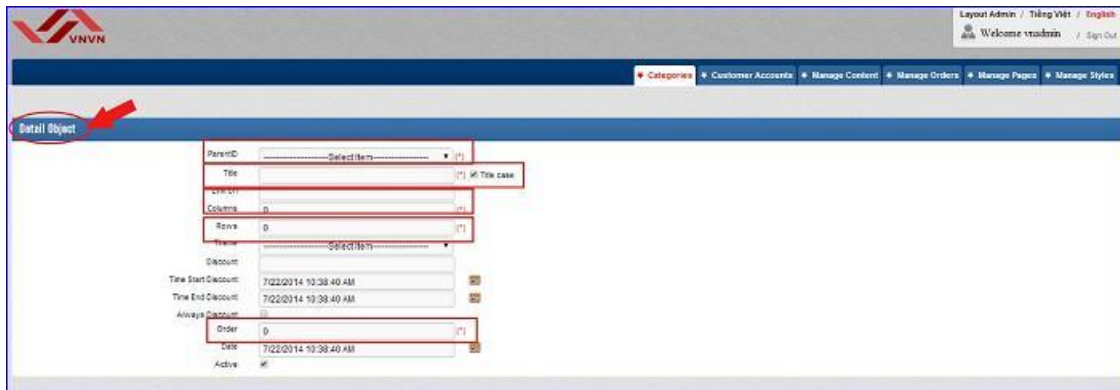 Layout Admin / Tiếng Việt / English
VNVN
Welcome vnadmin / Sign Out
Categories Customer Accounts Manage Content Manage Orders Manage Pages Manage Styles
Detail Object
ParentID --------------------Select Item----------------- (*)
Title (*) Title case
Columns 0 (*)
Rows 0 (*)
Theme --------------------Select Item-----------------
Discount
Time Start Discount 7/22/2014 10:38:40 AM
Time End Discount 7/22/2014 10:38:40 AM
Always Discount
Order 0 (*)
Date 7/22/2014 10:38:40 AM
Active